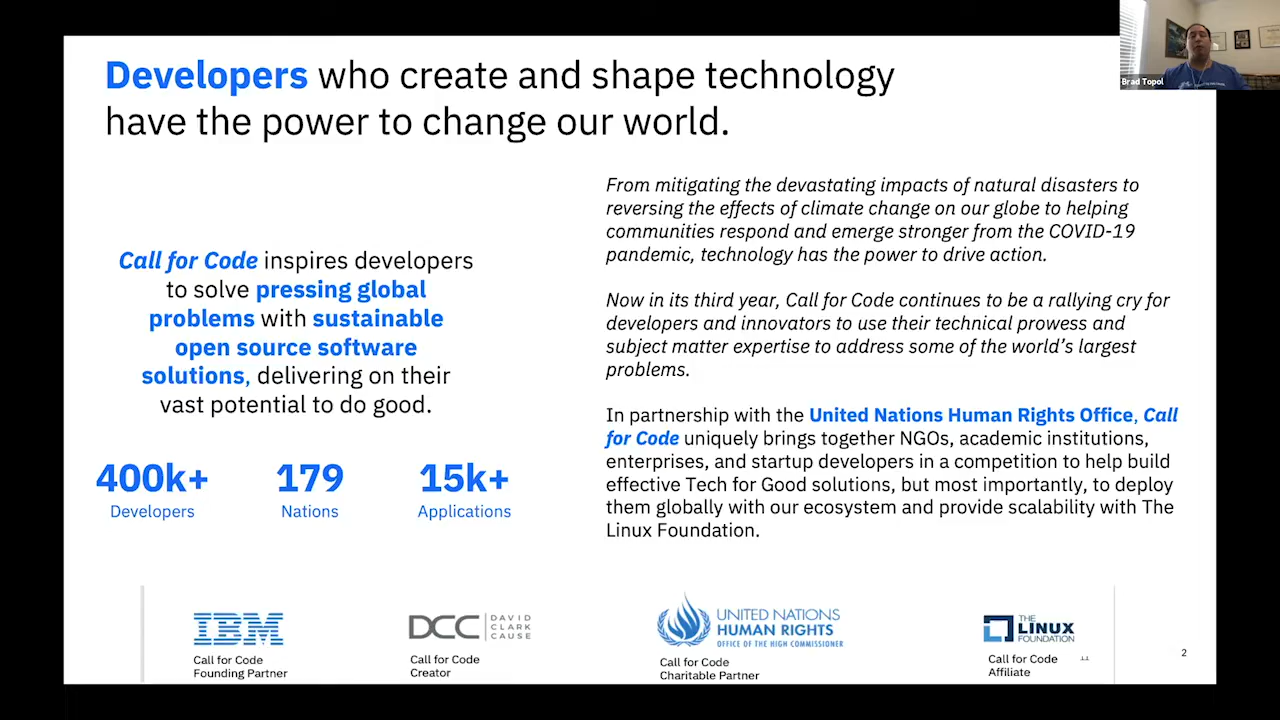 Developers who create and shape technology
have the power to change our world.
Brad Topol
Call for Code inspires developers
to solve pressing global
problems with sustainable
open source software
solutions, delivering on their
vast potential to do good.
400k+
Developers
179
Nations
15k+
Applications
From mitigating the devastating impacts of natural disasters to
reversing the effects of climate change on our globe to helping
communities respond and emerge stronger from the COVID-19
pandemic, technology has the power to drive action.
Now in its third year, Call for Code continues to be a rallying cry for
developers and innovators to use their technical prowess and
subject matter expertise to address some of the world's largest
problems.
In partnership with the United Nations Human Rights Office, Call
for Code uniquely brings together NGOs, academic institutions,
enterprises, and startup developers in a competition to help build
effective Tech for Good solutions, but most importantly, to deploy
them globally with our ecosystem and provide scalability with The
Linux Foundation.
IBM
Call for Code
Founding Partner
DCC DAVID
CLARK
CAUSE
Call for Code
Creator
UNITED NATIONS
HUMAN RIGHTS
OFFICE OF THE HIGH COMMISSIONER
Call for Code
Charitable Partner
THE
LINUX
FOUNDATION
Call for Code
Affiliate
2